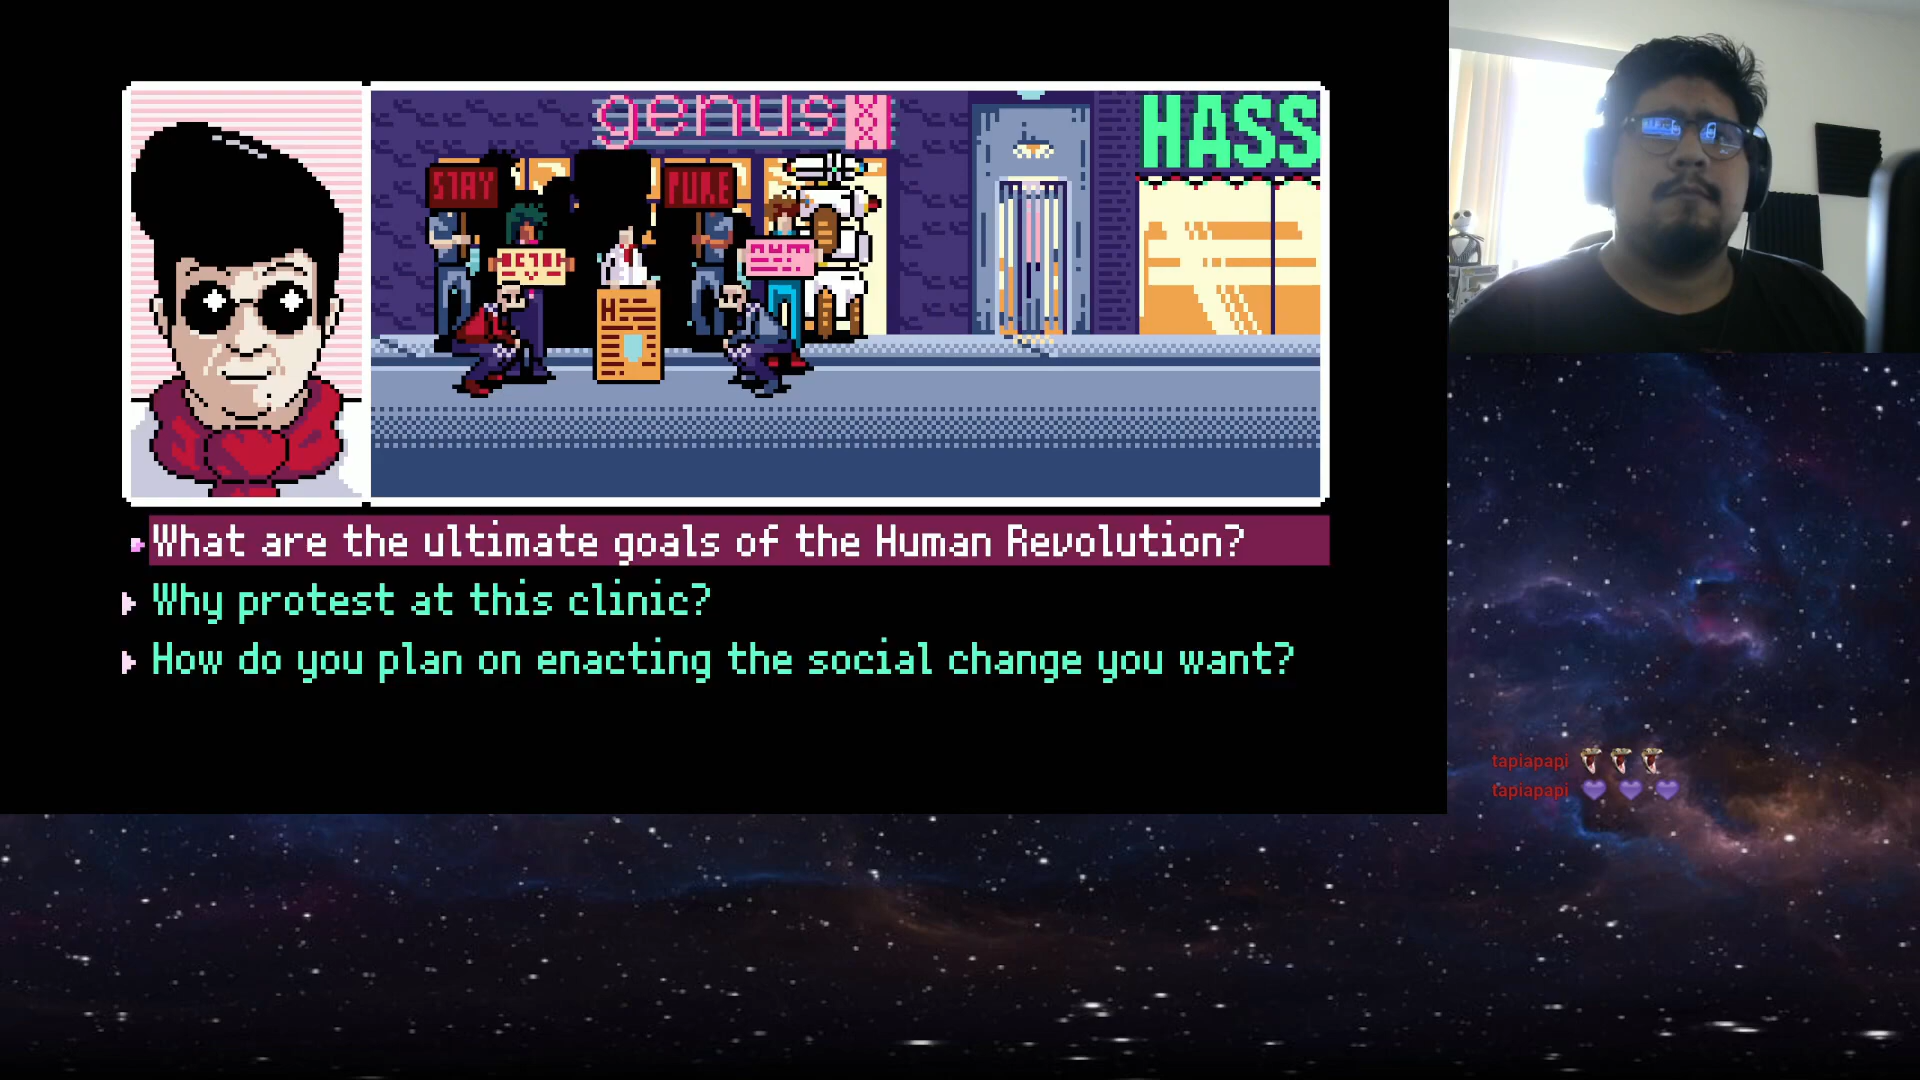 genus
HASS
STAY
PURE
What are the ultimate goals of the Human Revolution?
Why protest at this clinic?
How do you plan on enacting the social change you want?
tapiapapi
tapiapapi